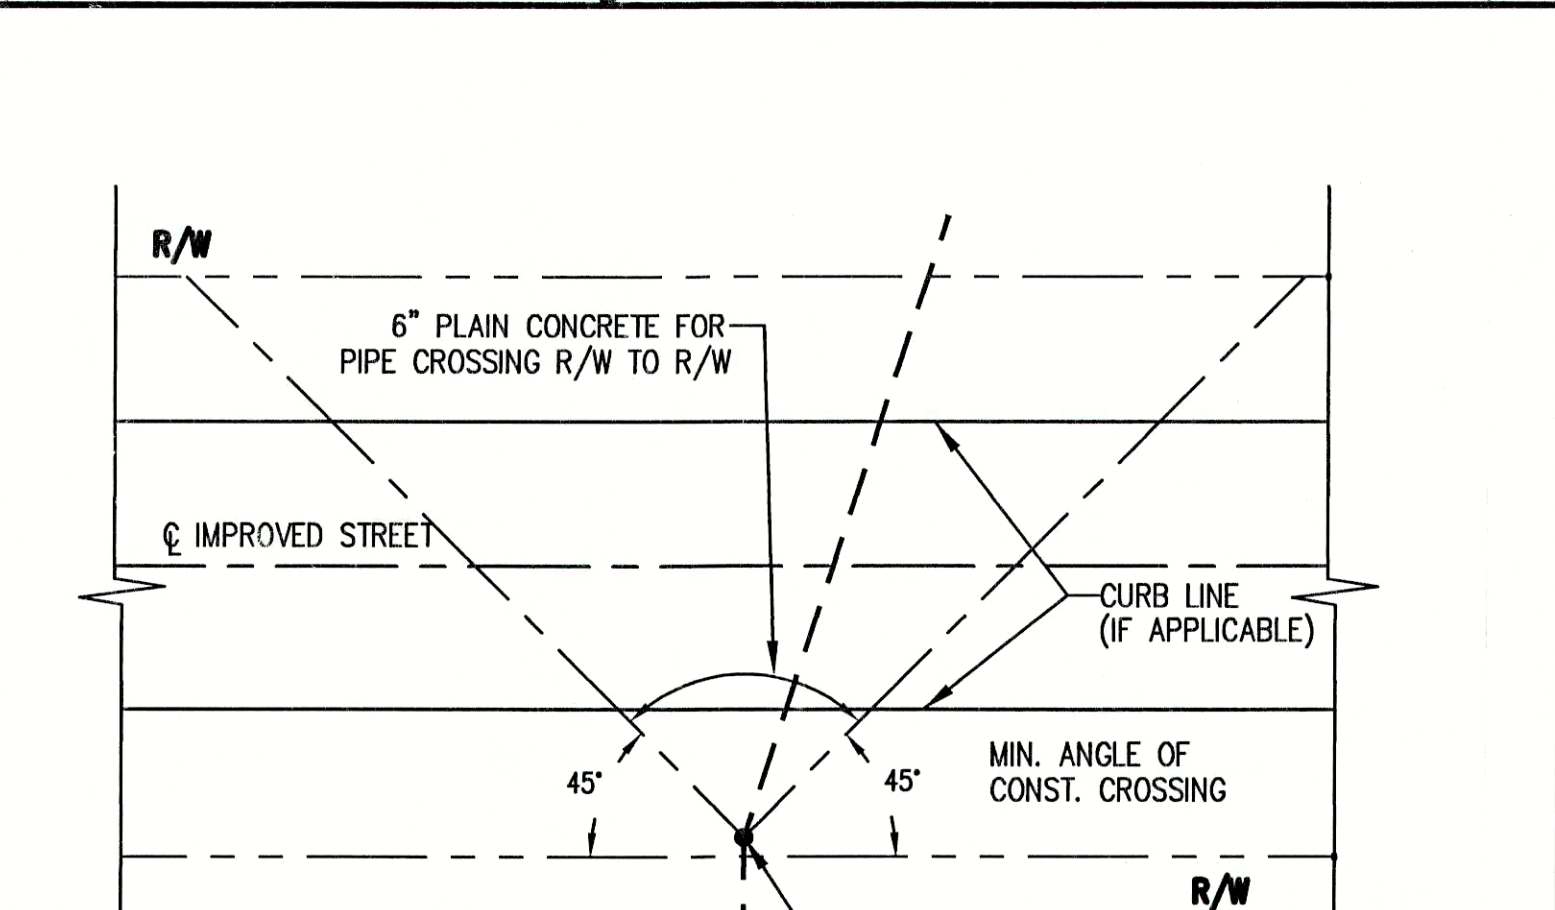 R/W
6" PLAIN CONCRETE FOR
PIPE CROSSING R/W TO R/W
℄ IMPROVED STREET
CURB LINE
(IF APPLICABLE)
MIN. ANGLE OF
CONST. CROSSING
45°
45°
R/W